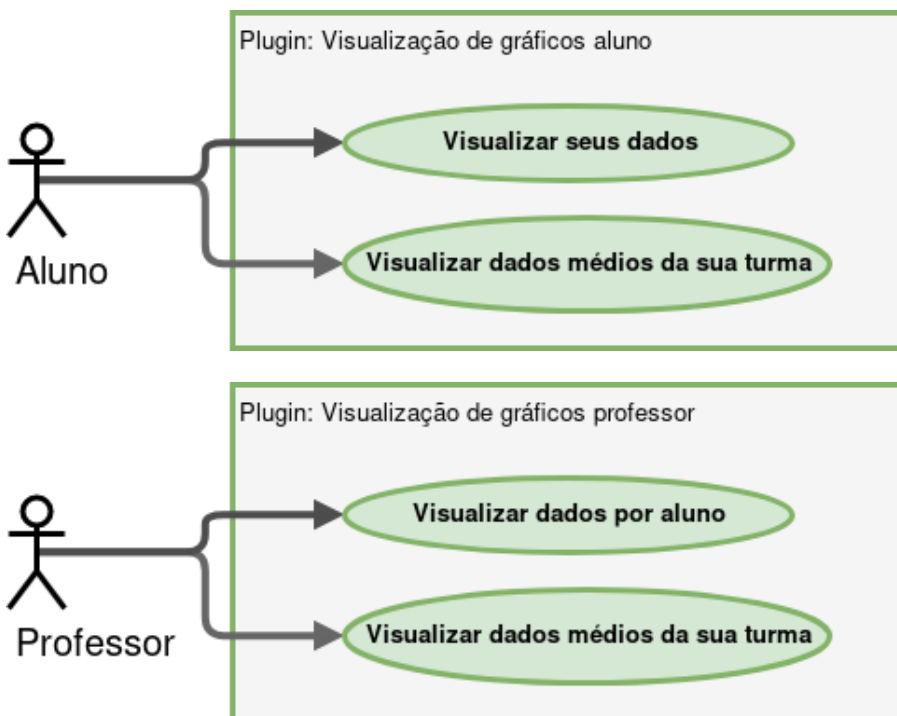 Plugin: Visualização de gráficos aluno
Visualizar seus dados
Visualizar dados médios da sua turma
Aluno
Plugin: Visualização de gráficos professor
Visualizar dados por aluno
Visualizar dados médios da sua turma
Professor